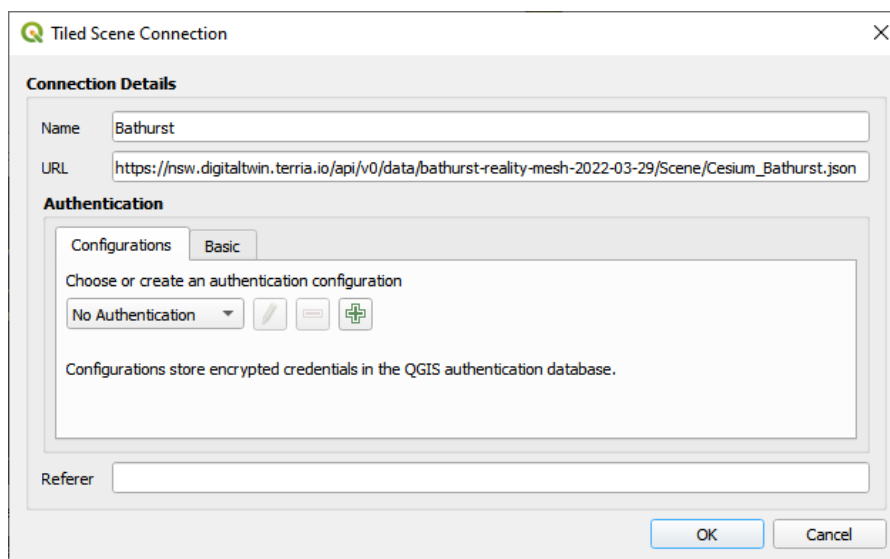 Tiled Scene Connection
Connection Details
Name Bathurst
URL https://nsw.digitaltwin.terria.io/api/v0/data/bathurst-reality-mesh-2022-03-29/Scene/Cesium_Bathurst.json
Authentication
Configurations Basic
Choose or create an authentication configuration
No Authentication
Configurations store encrypted credentials in the QGIS authentication database.
Referer
OK Cancel